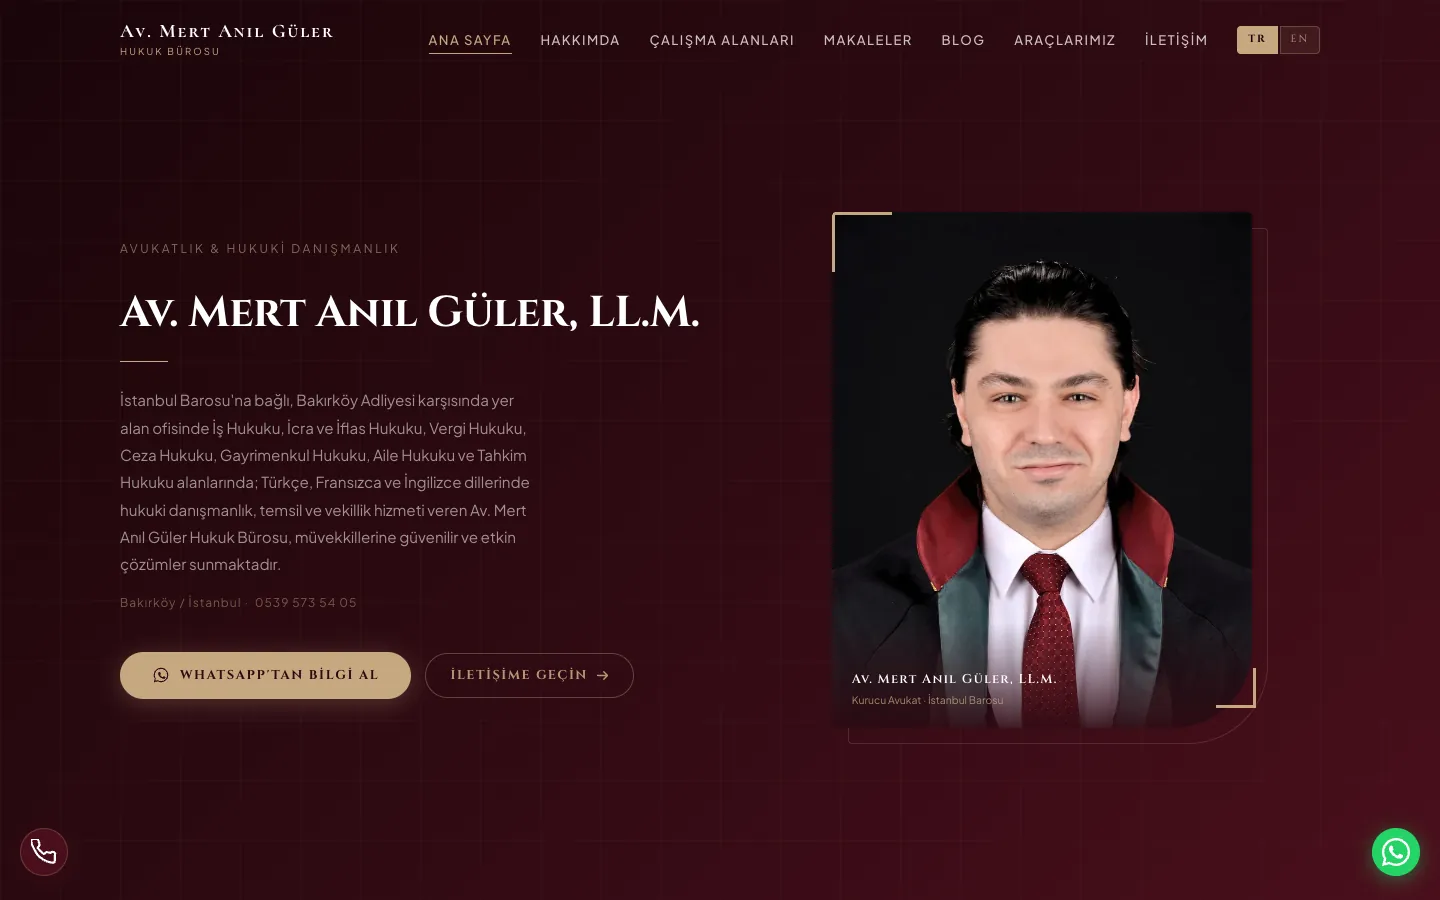 Av. Mert Anıl Güler
HUKUK BÜROSU
ANA SAYFA
HAKKIMDA
ÇALIŞMA ALANLARI
MAKALELER
BLOG
ARAÇLARIMIZ
İLETİŞİM
TR
EN
AVUKATLIK & HUKUKİ DANIŞMANLIK
Av. Mert Anıl Güler, LL.M.
İstanbul Barosu'na bağlı, Bakırköy Adliyesi karşısında yer
alan ofisinde İş Hukuku, İcra ve İflas Hukuku, Vergi Hukuku,
Ceza Hukuku, Gayrimenkul Hukuku, Aile Hukuku ve Tahkim
Hukuku alanlarında; Türkçe, Fransızca ve İngilizce dillerinde
hukuki danışmanlık, temsil ve vekillik hizmeti veren Av. Mert
Anıl Güler Hukuk Bürosu, müvekkillerine güvenilir ve etkin
çözümler sunmaktadır.
Bakırköy / İstanbul · 0539 573 54 05
WHATSAPP'TAN BİLGİ AL
İLETİŞİME GEÇİN →
Av. Mert Anıl Güler, LL.M.
Kurucu Avukat · İstanbul Barosu